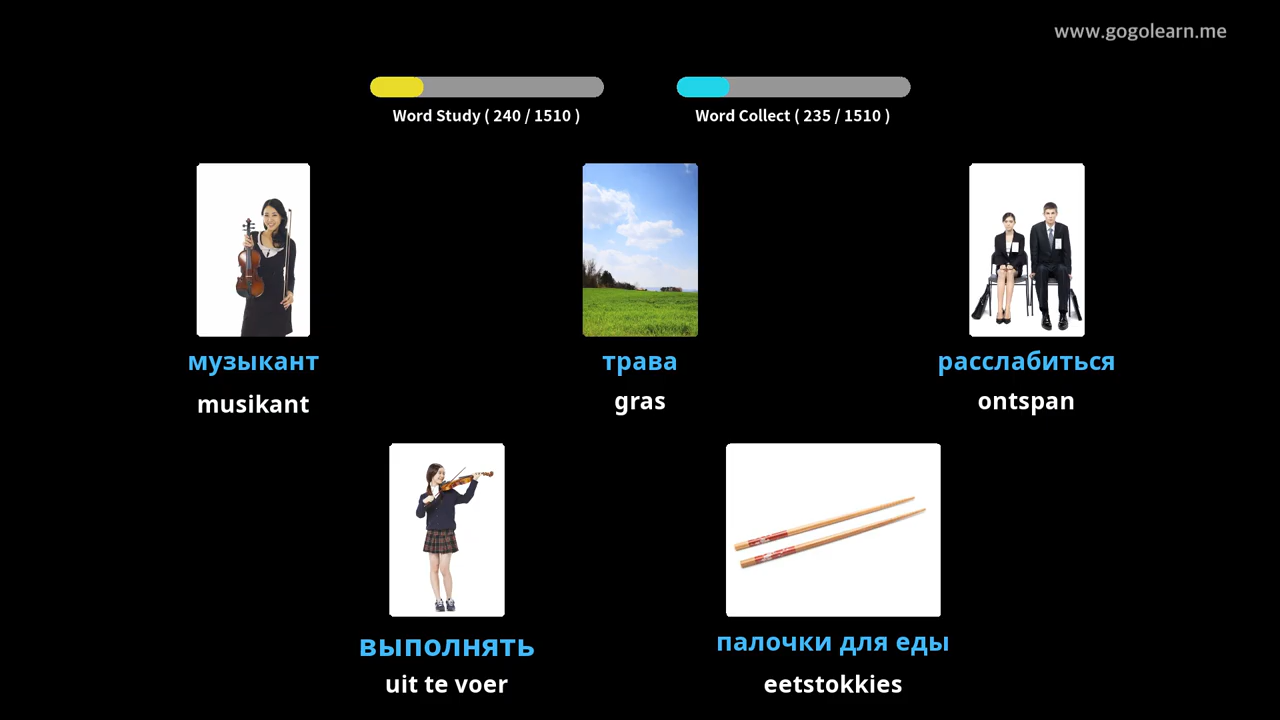 www.gogolearn.me
Word Study ( 240 / 1510 )
Word Collect ( 235 / 1510 )
музыкант
musikant
трава
gras
расслабиться
ontspan
выполнять
uit te voer
палочки для еды
eetstokkies